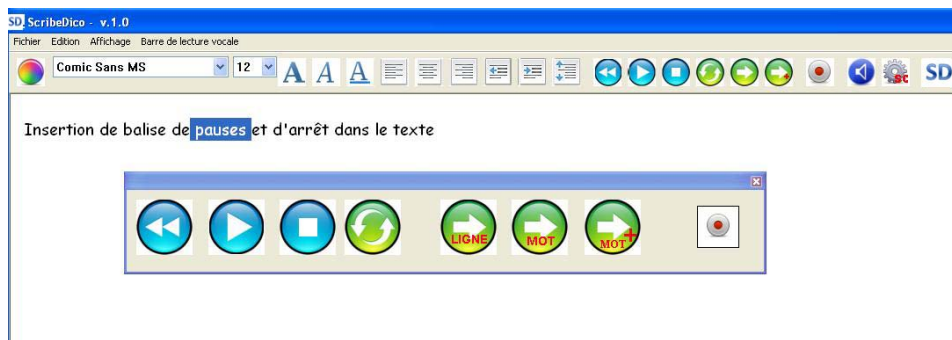 SD ScribeDico - v.1.0
Fichier Edition Affichage Barre de lecture vocale
Comic Sans MS 12 A A A SC SD
Insertion de balise de pauses et d'arrêt dans le texte
LIGNE MOT MOT+